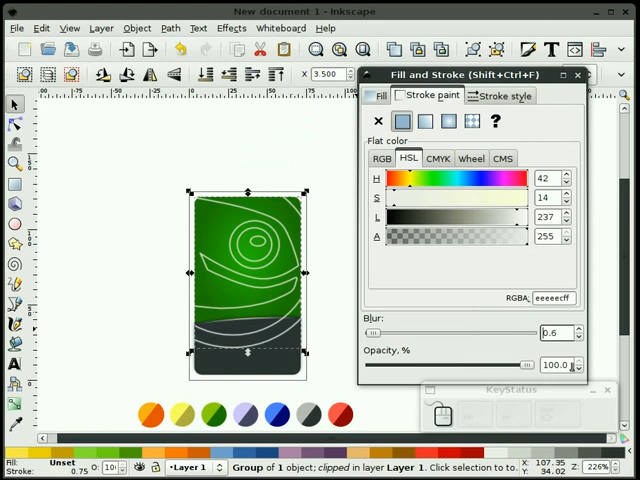 New document 1 - Inkscape
File Edit View Layer Object Path Text Effects Whiteboard Help
X 3.500
Fill and Stroke (Shift+Ctrl+F)
Fill Stroke paint Stroke style
?
Flat color
RGB HSL CMYK Wheel CMS
H 42
S 14
L 237
A 255
RGBA: eeeeecff
Blur:
0.6
Opacity, %
100.0
KeyStatus
Fill: Unset
Stroke: 0.75 O: 10
Layer 1
Group of 1 object; clipped in layer Layer 1. Click selection to to.
X: 107.35
Y: 34.02
Z: 226%